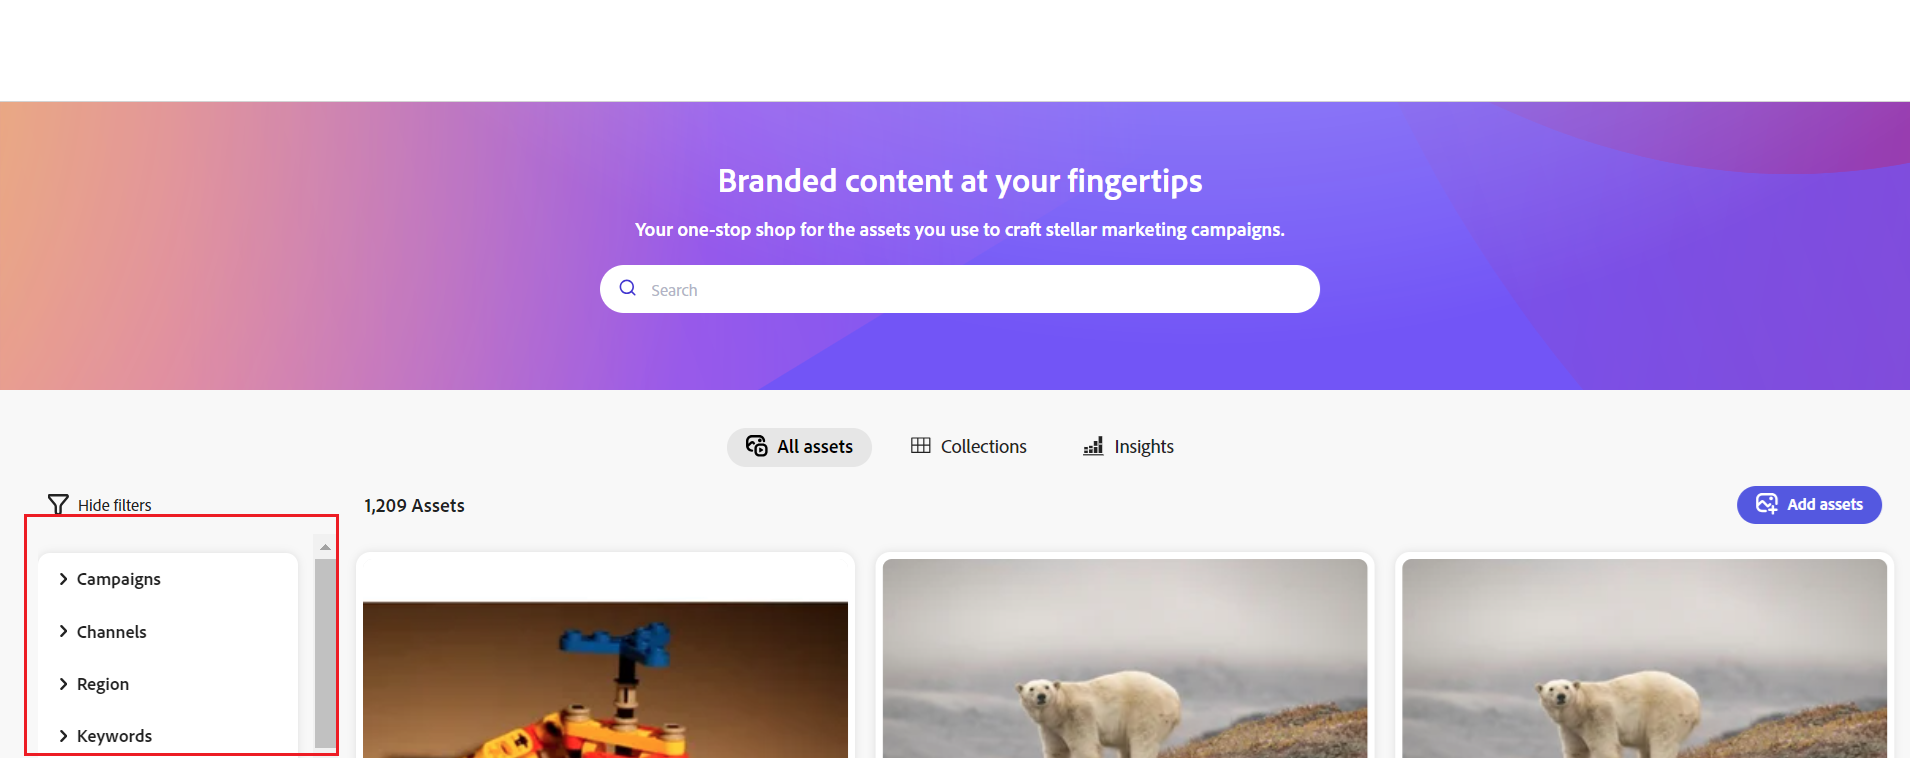 Branded content at your fingertips
Your one-stop shop for the assets you use to craft stellar marketing campaigns.
Search
All assets
Collections
Insights
Hide filters
1,209 Assets
Add assets
Campaigns
Channels
Region
Keywords